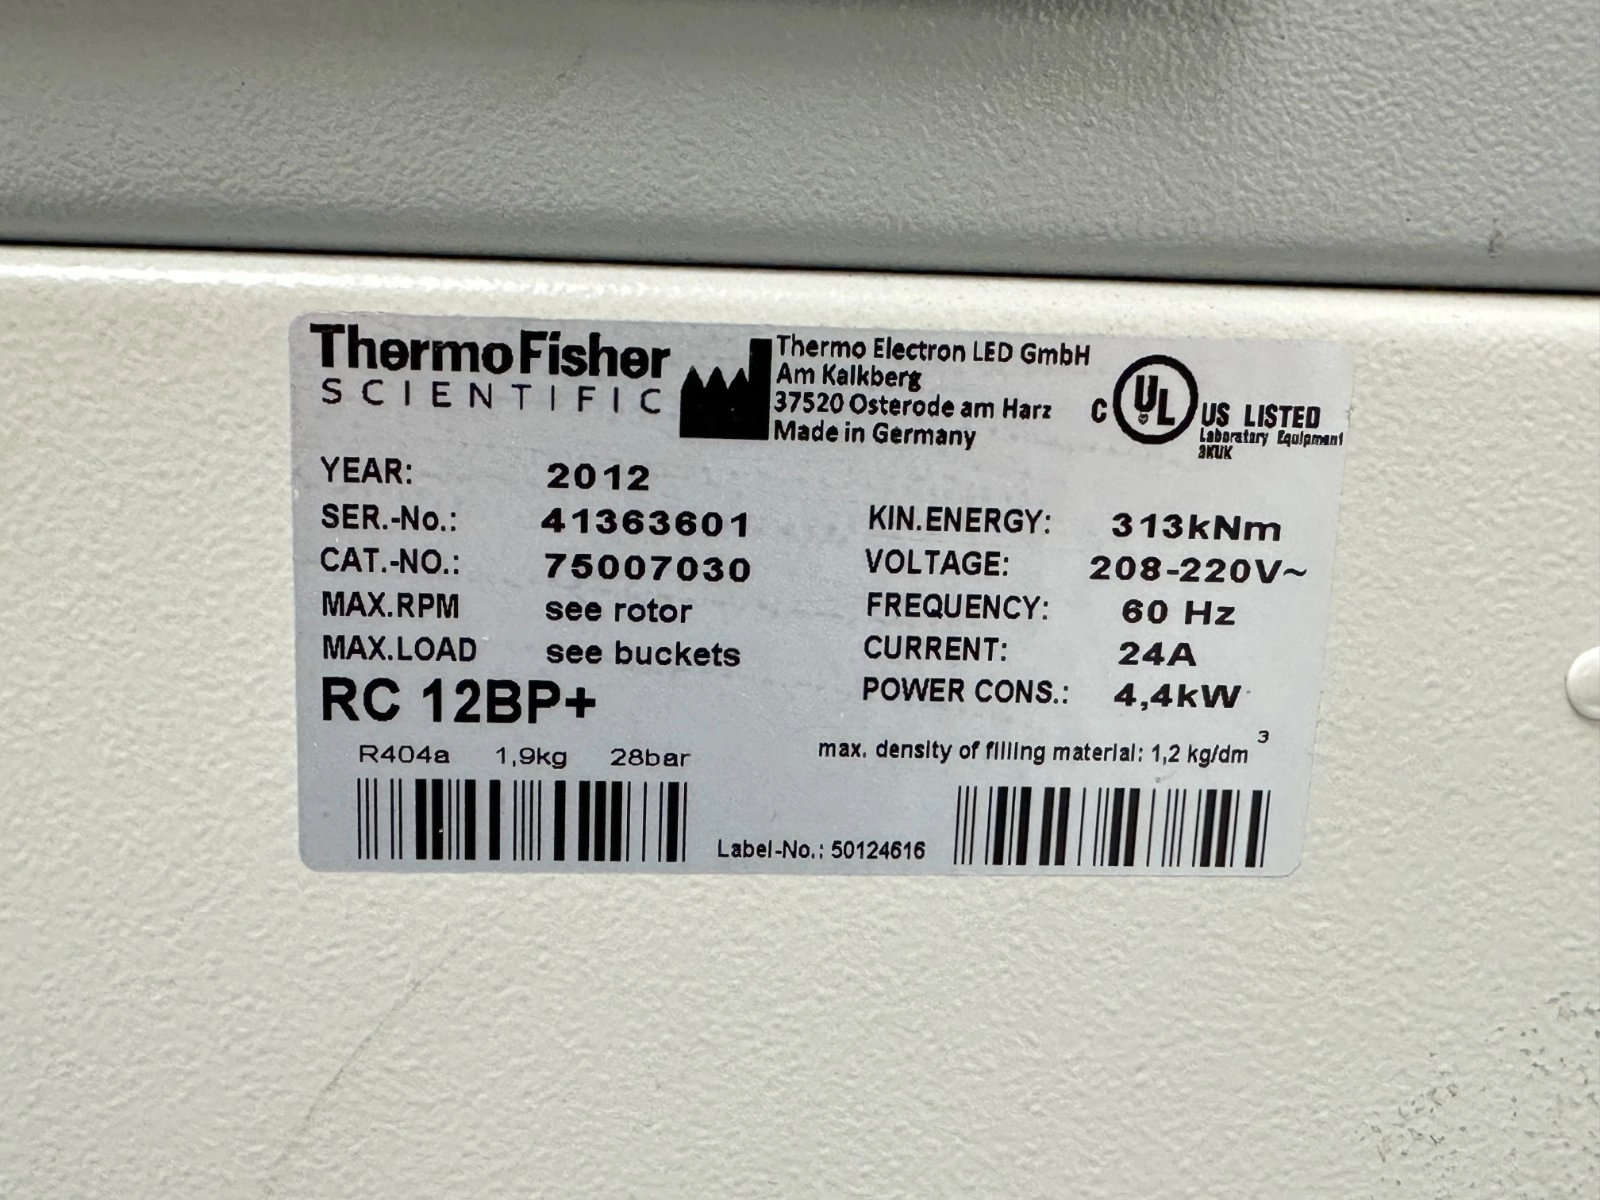 ThermoFisher
SCIENTIFIC
Thermo Electron LED GmbH
Am Kalkberg
37520 Osterode am Harz
Made in Germany
C UL US LISTED
Laboratary Equipment
3KUK
YEAR: 2012
SER.-No.: 41363601
CAT.-NO.: 75007030
MAX.RPM see rotor
MAX.LOAD see buckets
RC 12BP+
R404a 1,9kg 28bar
KIN.ENERGY: 313kNm
VOLTAGE: 208-220V~
FREQUENCY: 60 Hz
CURRENT: 24A
POWER CONS.: 4,4kW
max. density of filling material: 1,2 kg/dm³
Label-No.: 50124616